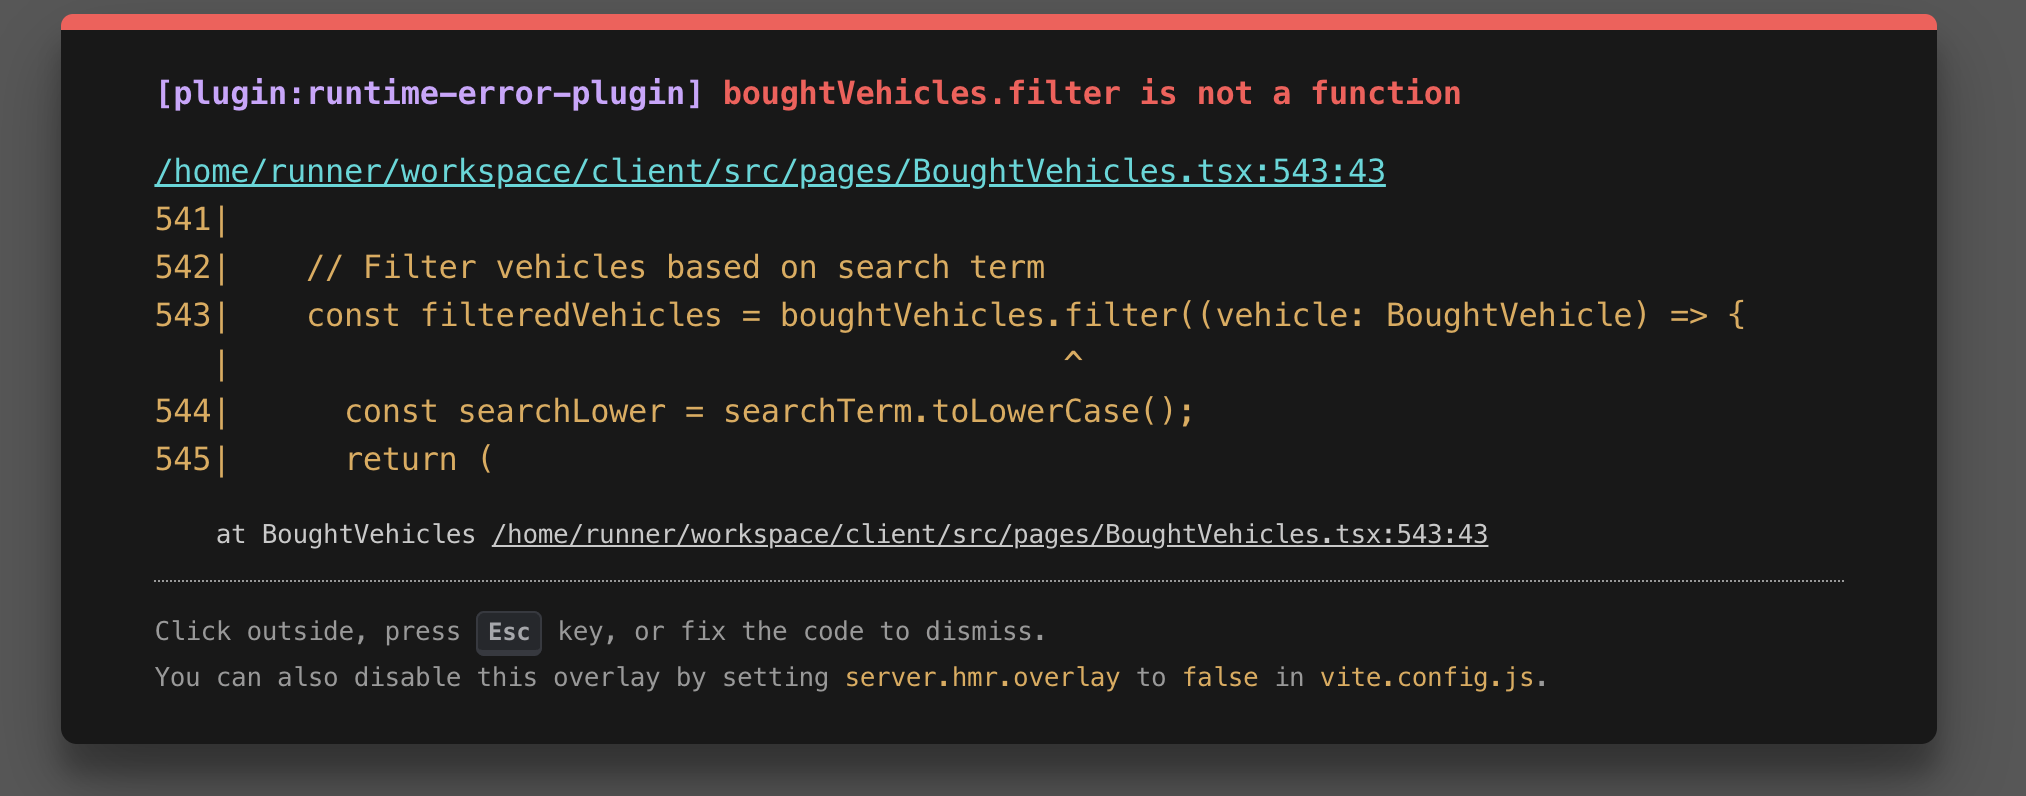 [plugin:runtime-error-plugin] boughtVehicles.filter is not a function
/home/runner/workspace/client/src/pages/BoughtVehicles.tsx:543:43
541|
542|    // Filter vehicles based on search term
543|    const filteredVehicles = boughtVehicles.filter((vehicle: BoughtVehicle) => {
   |                                            ^
544|      const searchLower = searchTerm.toLowerCase();
545|      return (
    at BoughtVehicles /home/runner/workspace/client/src/pages/BoughtVehicles.tsx:543:43
Click outside, press Esc key, or fix the code to dismiss.
You can also disable this overlay by setting server.hmr.overlay to false in vite.config.js.